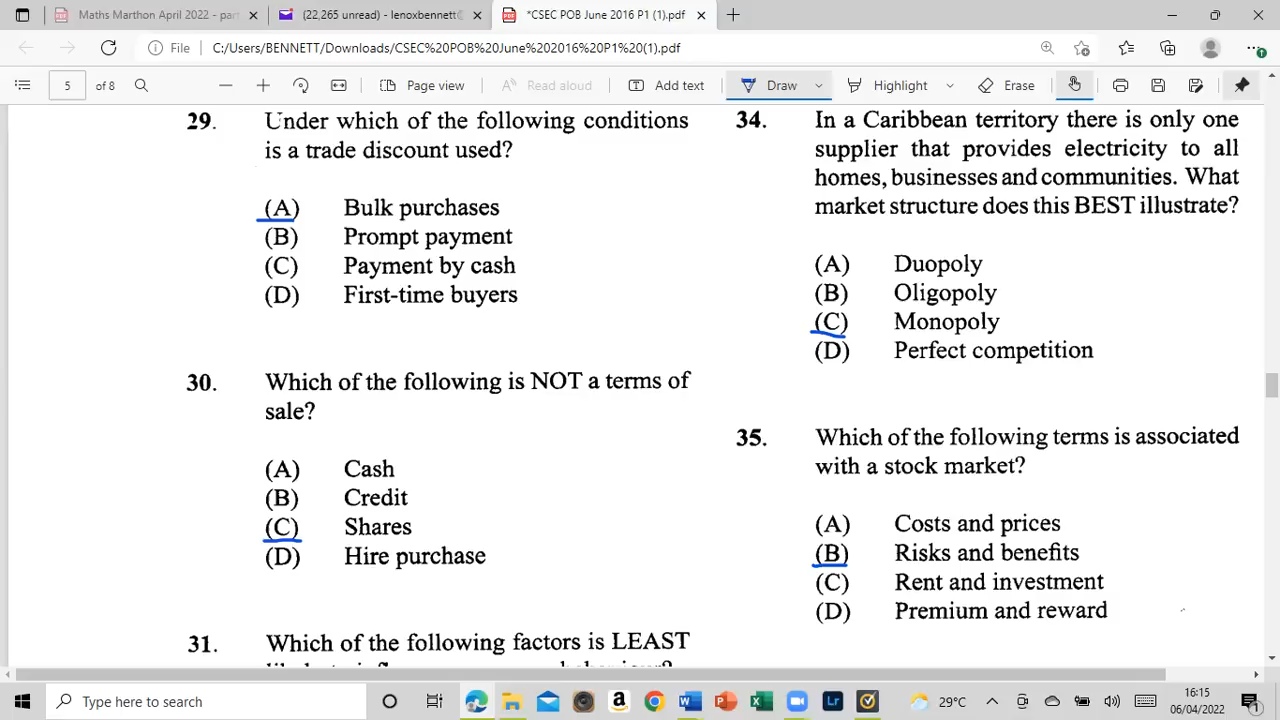 Maths Marthon April 2022 - par
(22,265 unread) - lenoxbennett@
*CSEC POB June 2016 P1 (1).pdf
File
C:/Users/BENNETT/Downloads/CSEC%20POB%20June%202016%20P1%20(1).pdf
5 of 8
Page view
Read aloud
Add text
Draw
Highlight
Erase
29. Under which of the following conditions
is a trade discount used?
(A) Bulk purchases
(B) Prompt payment
(C) Payment by cash
(D) First-time buyers
30. Which of the following is NOT a terms of
sale?
(A) Cash
(B) Credit
(C) Shares
(D) Hire purchase
31. Which of the following factors is LEAST
34. In a Caribbean territory there is only one
supplier that provides electricity to all
homes, businesses and communities. What
market structure does this BEST illustrate?
(A) Duopoly
(B) Oligopoly
(C) Monopoly
(D) Perfect competition
35. Which of the following terms is associated
with a stock market?
(A) Costs and prices
(B) Risks and benefits
(C) Rent and investment
(D) Premium and reward
Type here to search
29°C
16:15
06/04/2022